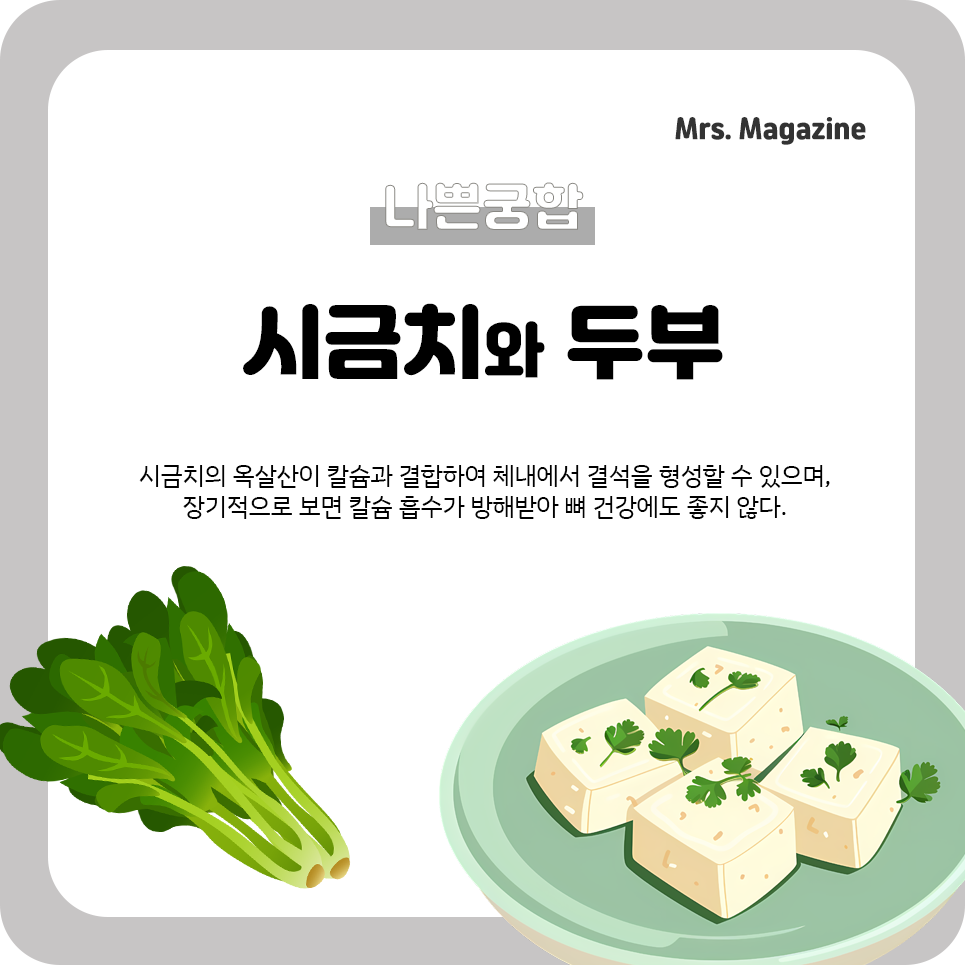 Mrs. Magazine
나쁜궁합
시금치와 두부
시금치의 옥살산이 칼슘과 결합하여 체내에서 결석을 형성할 수 있으며,
장기적으로 보면 칼슘 흡수가 방해받아 뼈 건강에도 좋지 않다.